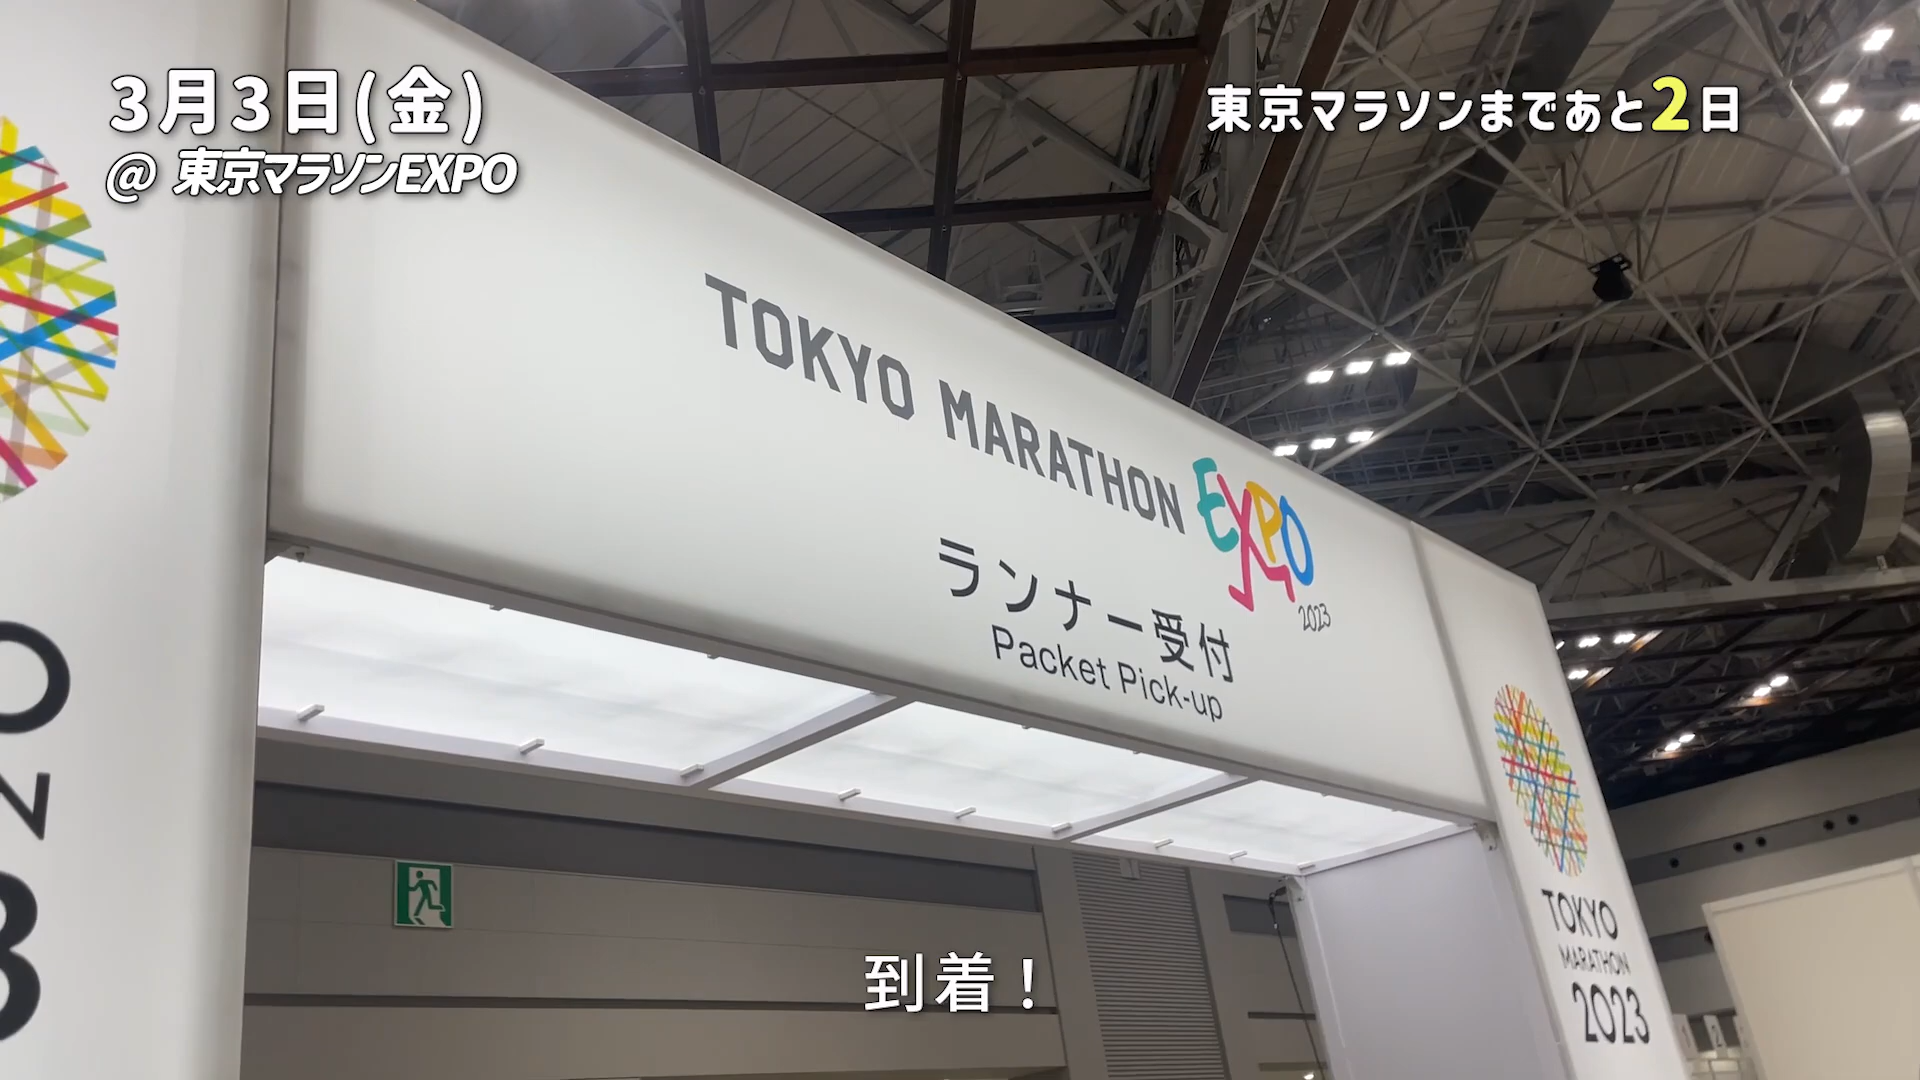 3月3日(金)
@ 東京マラソンEXPO
東京マラソンまであと2日
TOKYO MARATHON EXPO
2023
ランナー受付
Packet Pick-up
TOKYO
MARATHON
2023
到着！